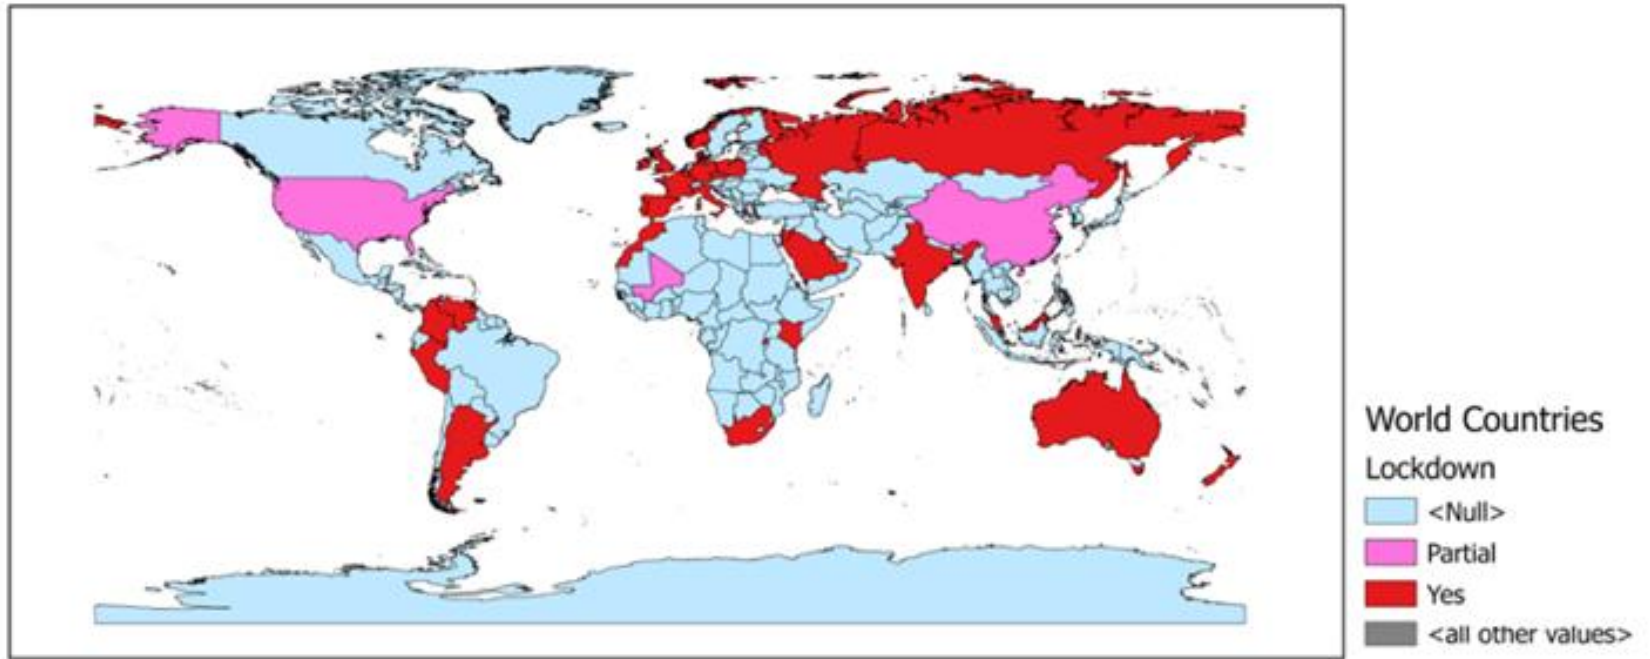 World Countries
Lockdown
<Null>
Partial
Yes
<all other values>